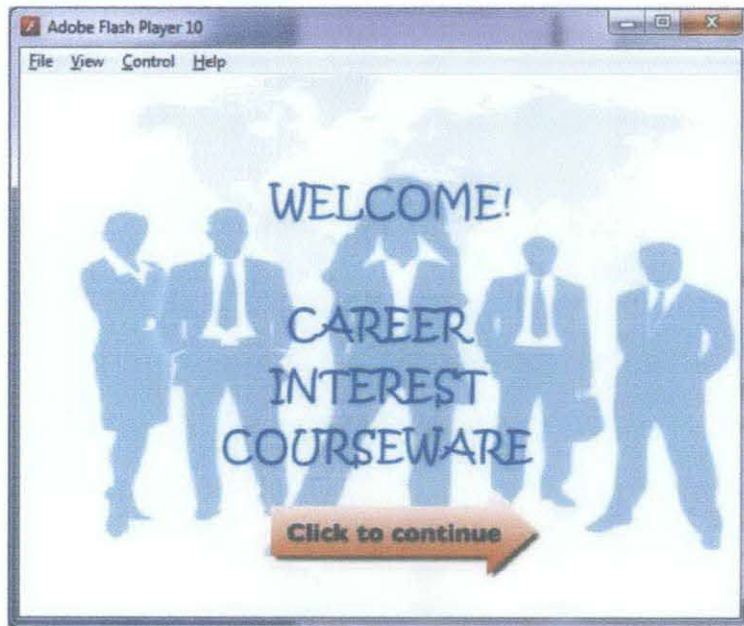 Adobe Flash Player 10
File View Control Help
WELCOME!
CAREER
INTEREST
COURSEWARE
Click to continue